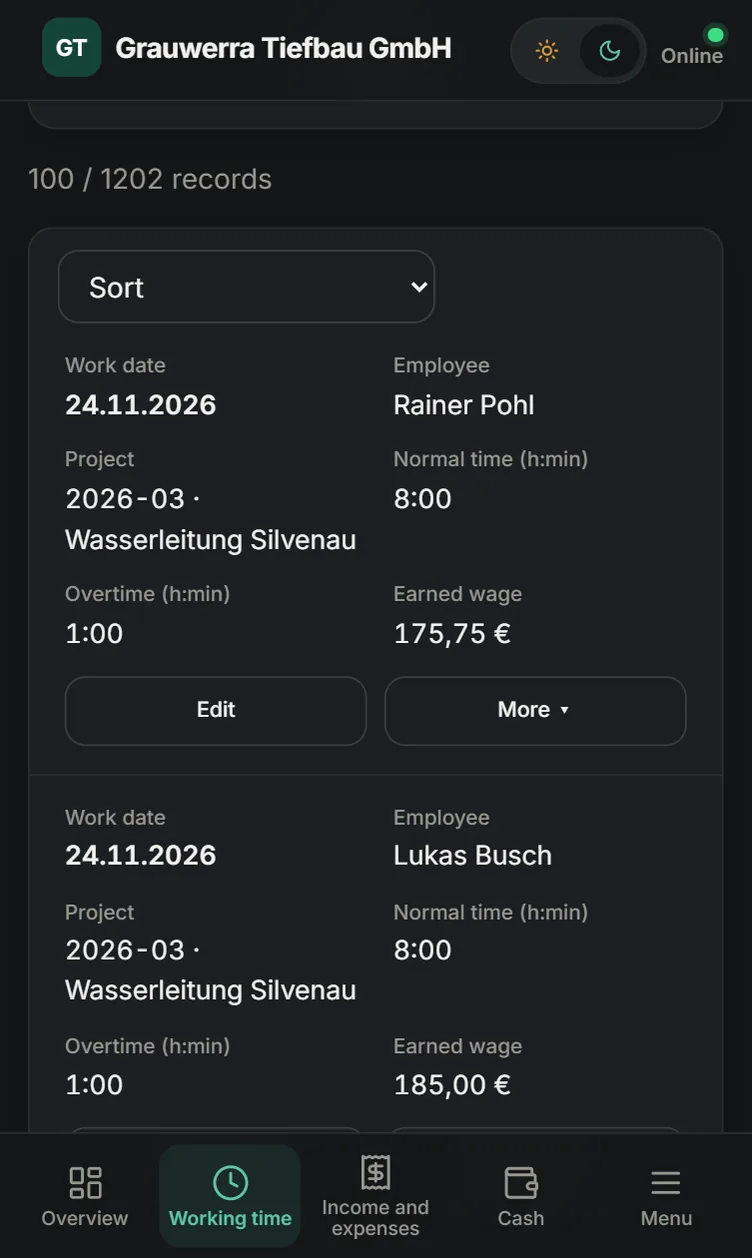 GT
Grauwerra Tiefbau GmbH
Online
100 / 1202 records
Sort
Work date
Employee
24.11.2026
Rainer Pohl
Project
Normal time (h:min)
2026-03 ·
8:00
Wasserleitung Silvenau
Overtime (h:min)
Earned wage
1:00
175,75 €
Edit
More ▾
Work date
Employee
24.11.2026
Lukas Busch
Project
Normal time (h:min)
2026-03 ·
8:00
Wasserleitung Silvenau
Overtime (h:min)
Earned wage
1:00
185,00 €
Overview
Working time
Income and
expenses
Cash
Menu